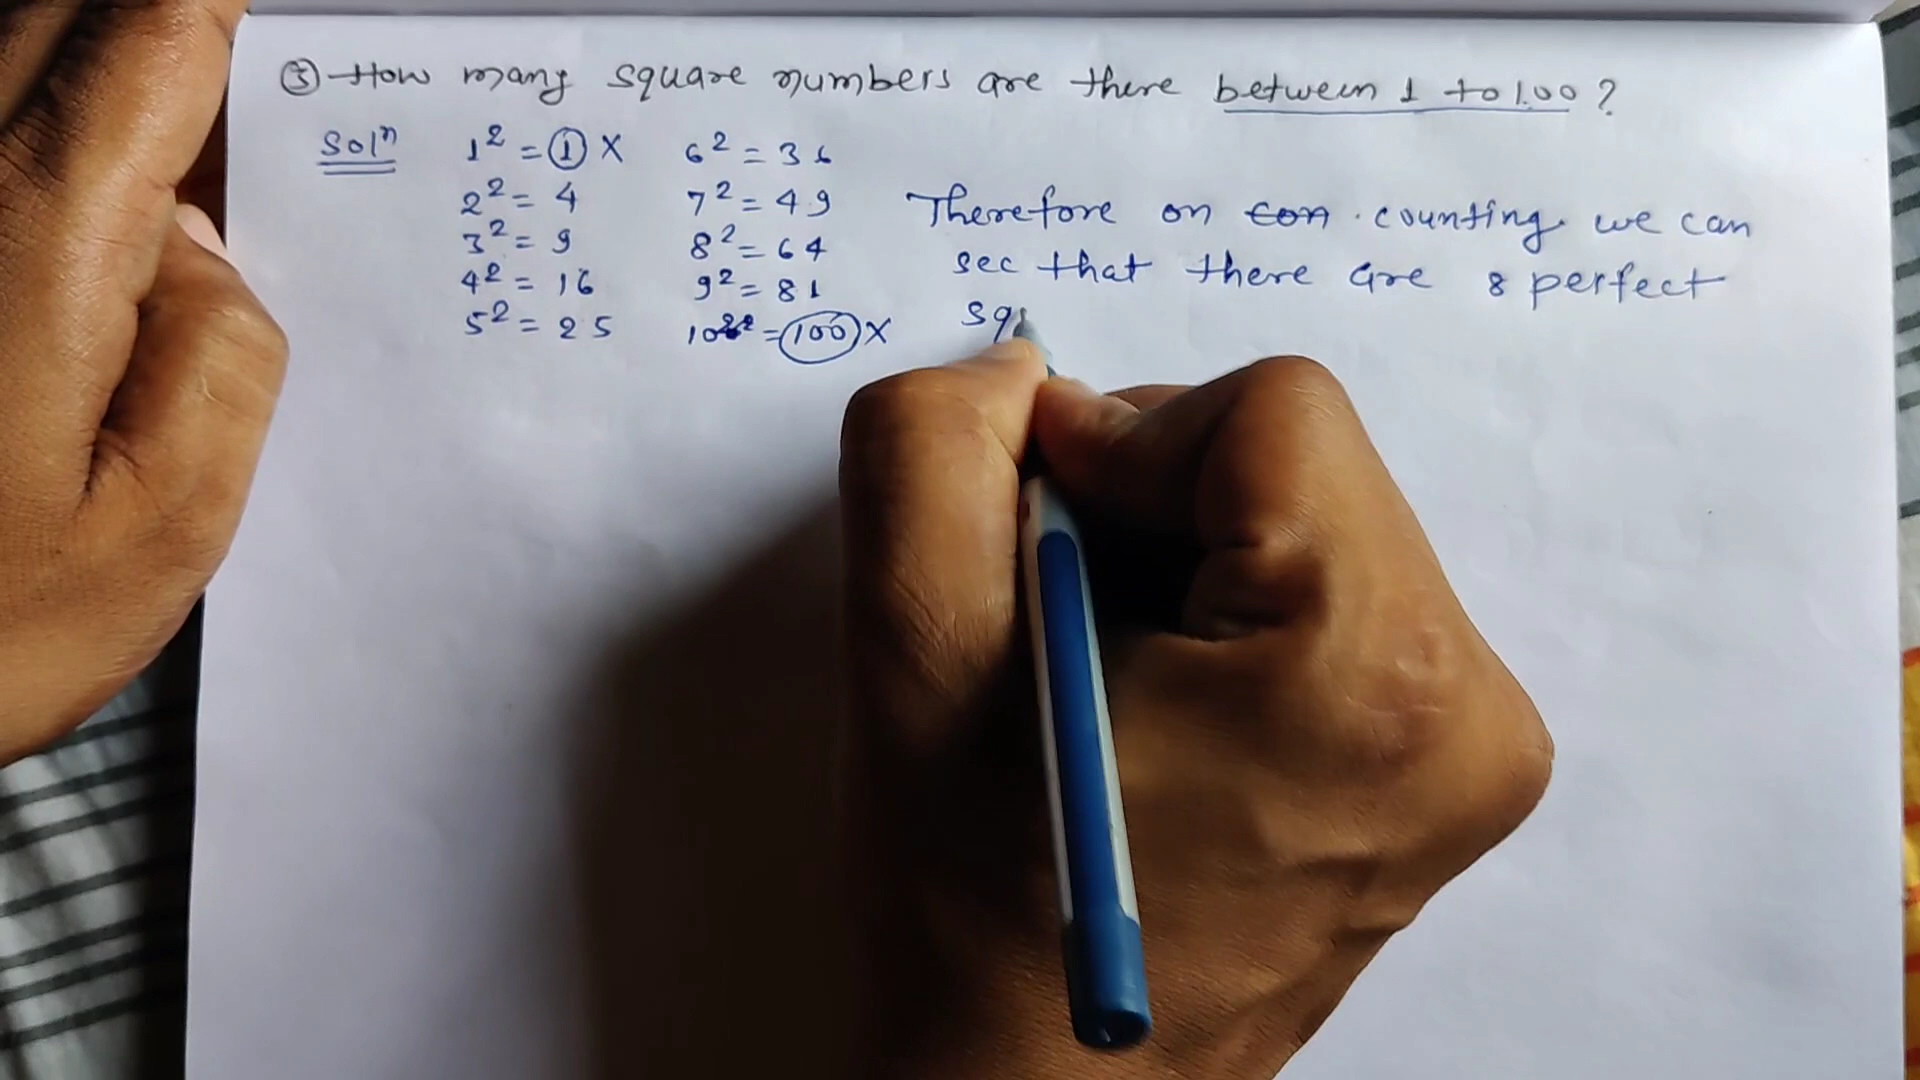 ③ How many square numbers are there between 1 to 100 ?
Solⁿ
1² = 1 X
2² = 4
3² = 9
4² = 16
5² = 25
6² = 36
7² = 49
8² = 64
9² = 81
10² = 100 X
Therefore on con counting we can
see that there are 8 perfect
squ